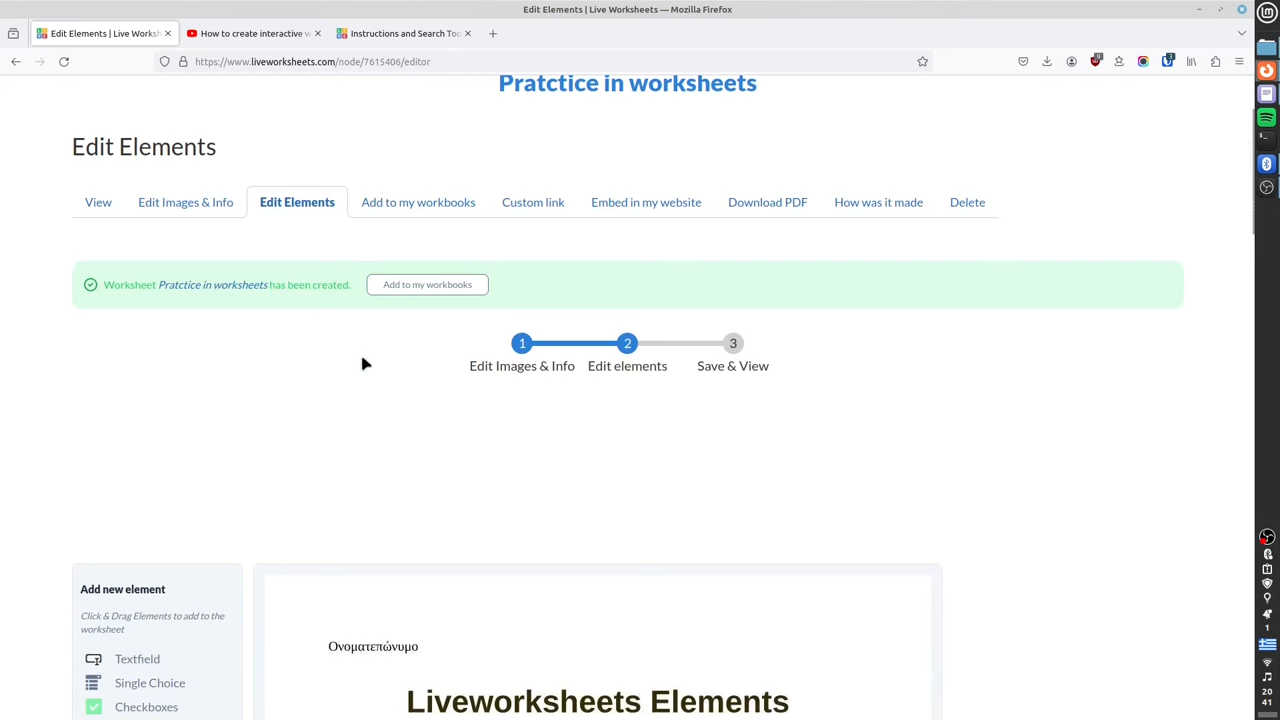 Edit Elements | Live Worksheets — Mozilla Firefox
Edit Elements | Live Worksh
How to create interactive w
Instructions and Search Too
https://www.liveworksheets.com/node/7615406/editor
Pratctice in worksheets
Edit Elements
View Edit Images & Info Edit Elements Add to my workbooks Custom link Embed in my website Download PDF How was it made Delete
Worksheet Pratctice in worksheets has been created. Add to my workbooks
1 2 3
Edit Images & Info Edit elements Save & View
Add new element
Click & Drag Elements to add to the
worksheet
Textfield
Single Choice
Checkboxes
Ονοματεπώνυμο
Liveworksheets Elements
1
20
41